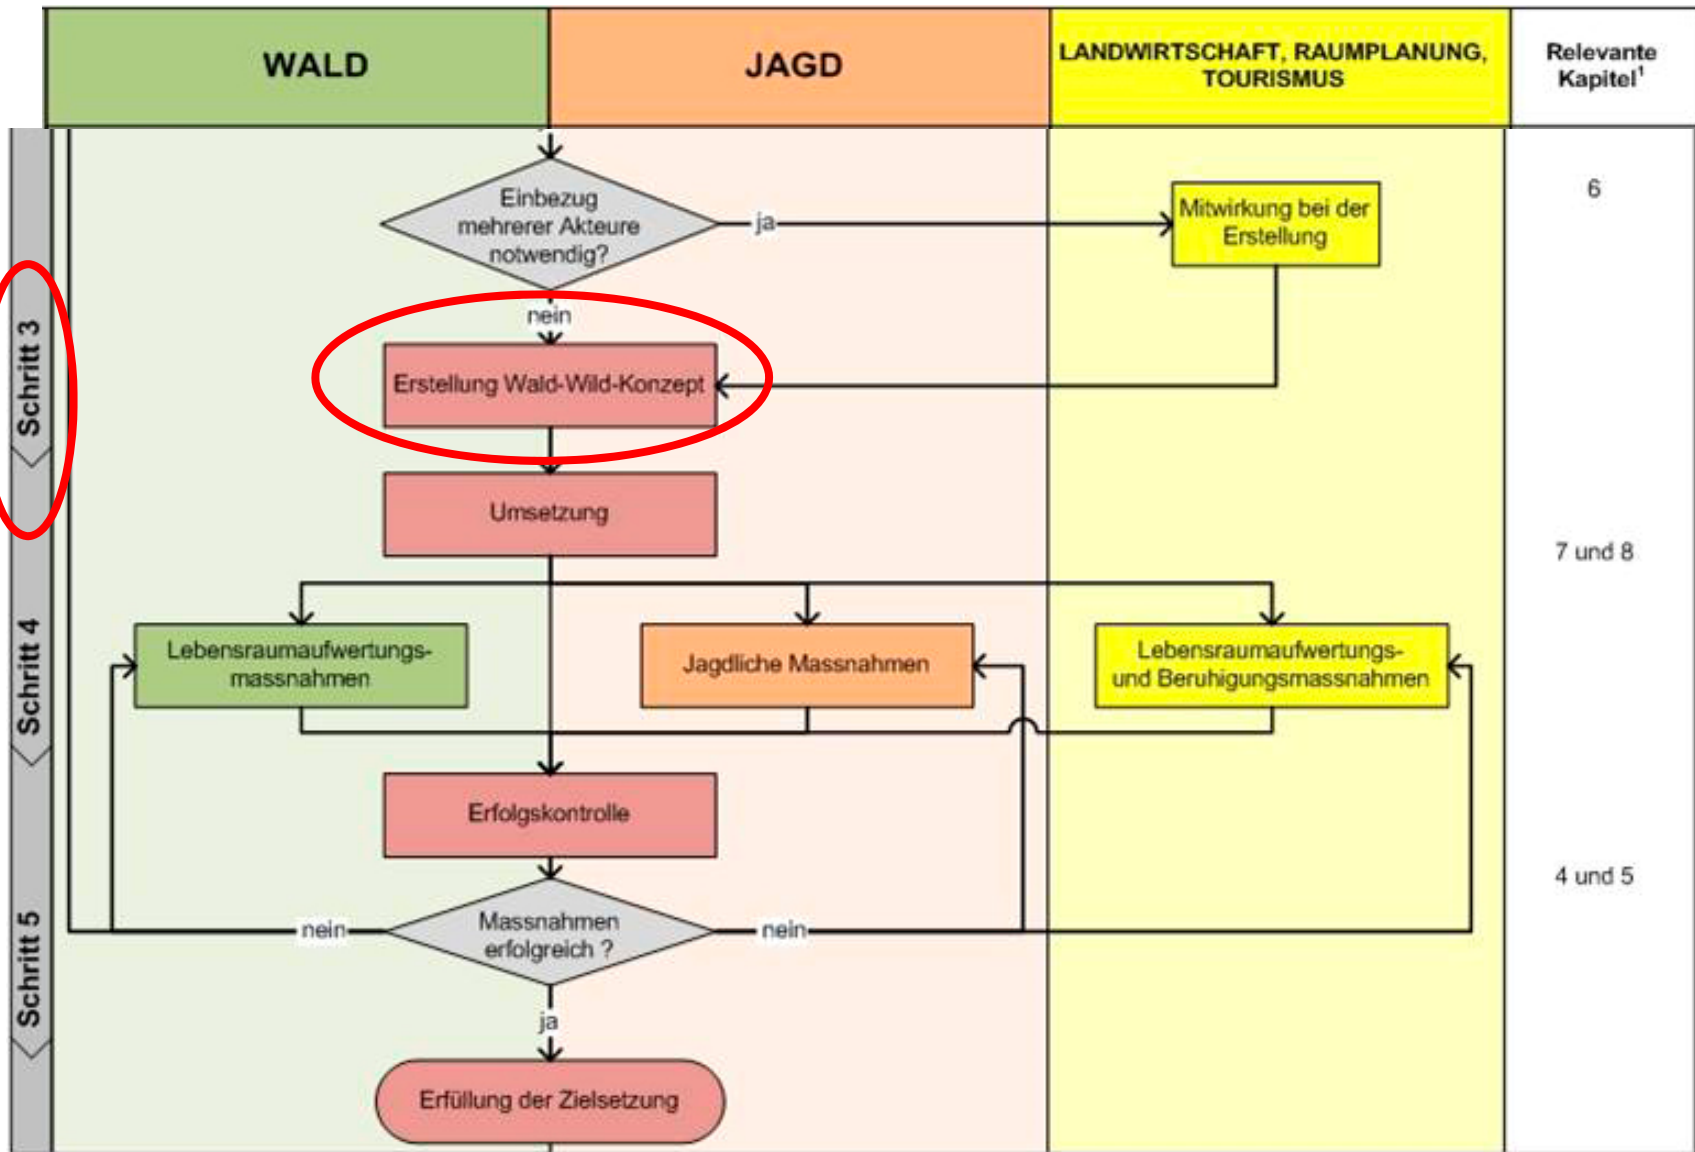 WALD
JAGD
LANDWIRTSCHAFT, RAUMPLANUNG,
TOURISMUS
Relevante
Kapitel¹
Einbezug
mehrerer Akteure
notwendig?
ja
Mitwirkung bei der
Erstellung
6
nein
Schritt 3
Erstellung Wald-Wild-Konzept
Umsetzung
7 und 8
Schritt 4
Lebensraumaufwertungs-
massnahmen
Jagdliche Massnahmen
Lebensraumaufwertungs-
und Beruhigungsmassnahmen
Erfolgskontrolle
4 und 5
Schritt 5
nein
Massnahmen
erfolgreich ?
nein
ja
Erfüllung der Zielsetzung